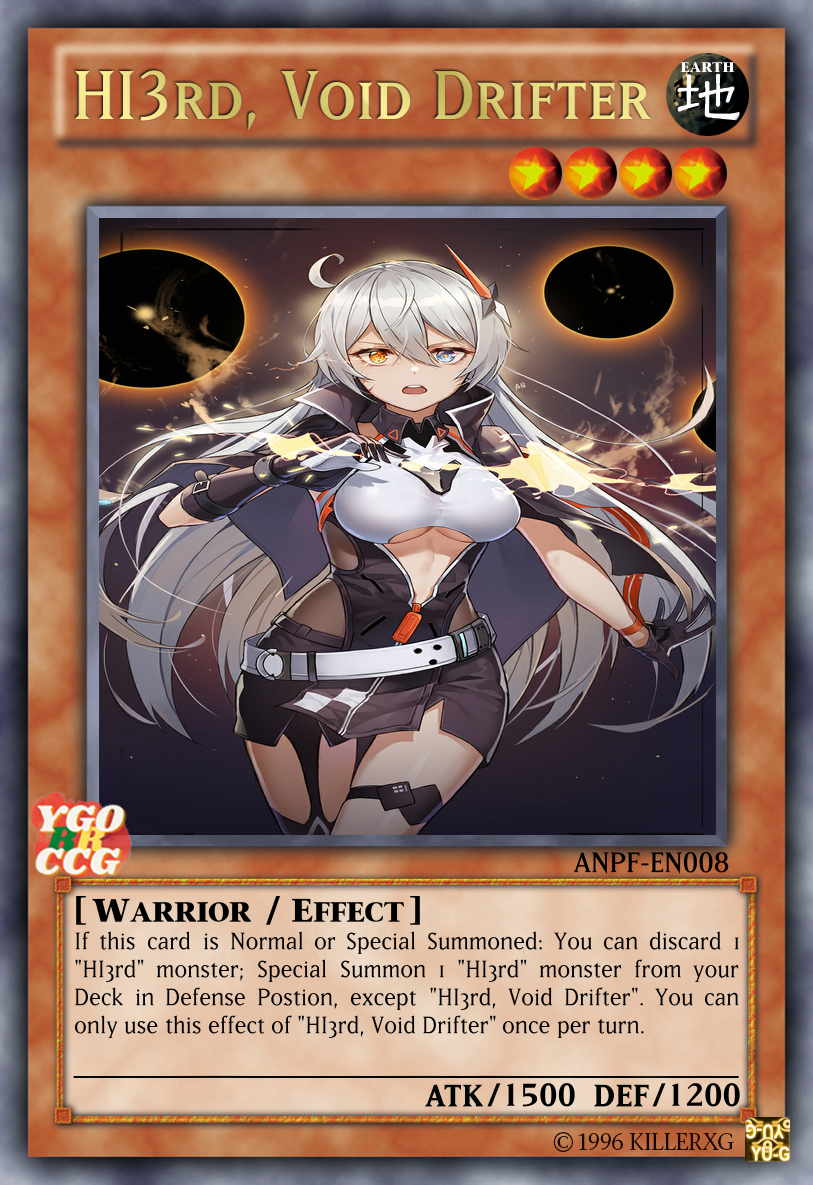 HI3RD, VOID DRIFTER
EARTH
地
AB
YGO
BR
CCG
ANPF-EN008
[ WARRIOR / EFFECT ]
If this card is Normal or Special Summoned: You can discard 1
"HI3rd" monster; Special Summon 1 "HI3rd" monster from your
Deck in Defense Postion, except "HI3rd, Void Drifter". You can
only use this effect of "HI3rd, Void Drifter" once per turn.
ATK/1500 DEF/1200
© 1996 KILLERXG
YU-G